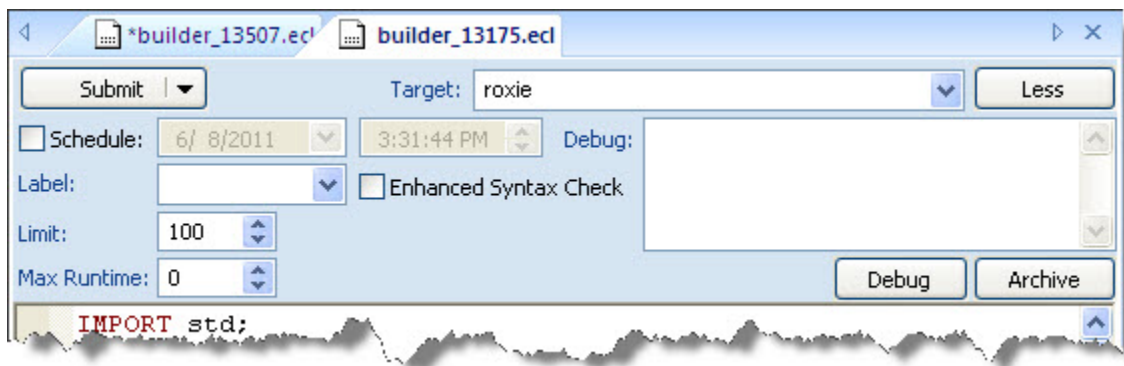 *builder_13507.ecl builder_13175.ecl
Submit Target: roxie Less
Schedule: 6/ 8/2011 3:31:44 PM Debug:
Label: Enhanced Syntax Check
Limit: 100
Max Runtime: 0 Debug Archive
IMPORT std;